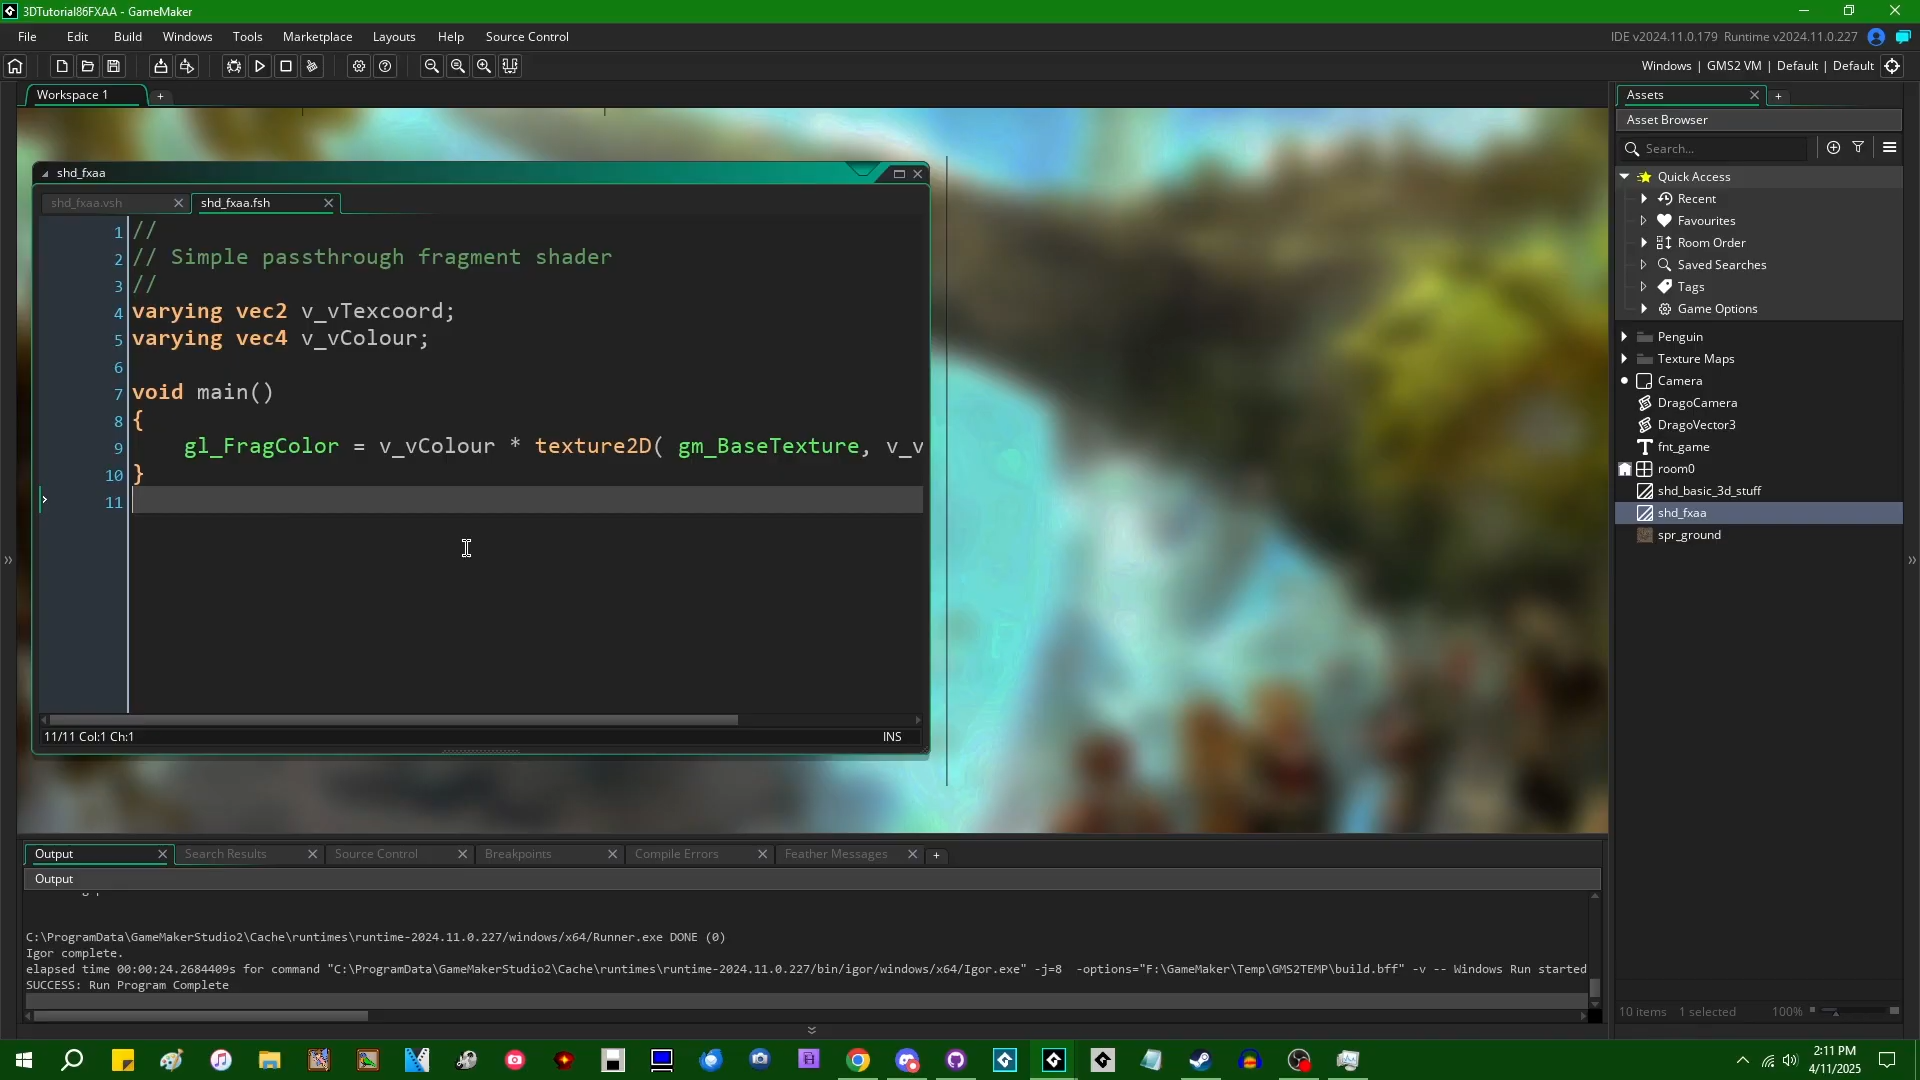 3DTutorial86FXAA - GameMaker
File Edit Build Windows Tools Marketplace Layouts Help Source Control
IDE v2024.11.0.179 Runtime v2024.11.0.227
Windows | GMS2 VM | Default | Default
Workspace 1
+
shd_fxaa
shd_fxaa.vsh
shd_fxaa.fsh
1 //
2 // Simple passthrough fragment shader
3 //
4 varying vec2 v_vTexcoord;
5 varying vec4 v_vColour;
6
7 void main()
8 {
9 gl_FragColor = v_vColour * texture2D( gm_BaseTexture, v_v
10 }
11
11/11 Col:1 Ch:1
INS
Output
Search Results
Source Control
Breakpoints
Compile Errors
Feather Messages
+
Output
C:\ProgramData\GameMakerStudio2\Cache\runtimes\runtime-2024.11.0.227/windows/x64/Runner.exe DONE (0)
Igor complete.
elapsed time 00:00:24.2684409s for command "C:\ProgramData\GameMakerStudio2\Cache\runtimes\runtime-2024.11.0.227/bin/igor/windows/x64/Igor.exe" -j=8 -options="F:\GameMaker\Temp\GMS2TEMP\build.bff" -v -- Windows Run started
SUCCESS: Run Program Complete
Assets
+
Asset Browser
Search...
Quick Access
Recent
Favourites
Room Order
Saved Searches
Tags
Game Options
Penguin
Texture Maps
Camera
DragoCamera
DragoVector3
fnt_game
room0
shd_basic_3d_stuff
shd_fxaa
spr_ground
10 items 1 selected 100%
2:11 PM
4/11/2025